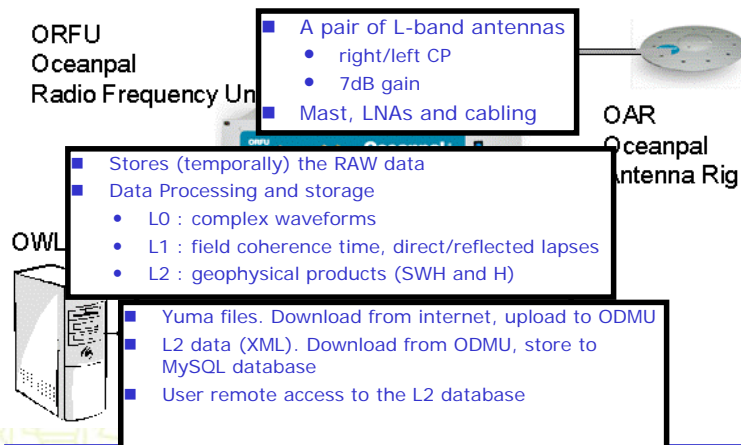 ORFU
Oceanpal
Radio Frequency Un
A pair of L-band antennas
right/left CP
7dB gain
Mast, LNAs and cabling
OAR
Oceanpal
Antenna Rig
ORFU
Stores (temporally) the RAW data
Data Processing and storage
L0 : complex waveforms
L1 : field coherence time, direct/reflected lapses
L2 : geophysical products (SWH and H)
OWL
Yuma files. Download from internet, upload to ODMU
L2 data (XML). Download from ODMU, store to
MySQL database
User remote access to the L2 database